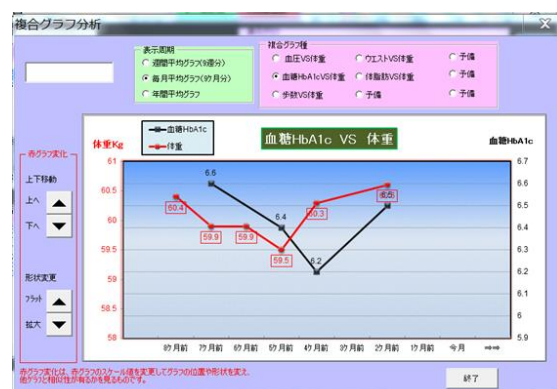 複合グラフ分析
表示周期
週間平均グラフ(9週分)
毎月平均グラフ(9ケ月分)
年間平均グラフ
複合グラフ種
血圧VS体重
ウエストVS体重
予備
血糖HbA1cVS体重
体脂肪VS体重
予備
歩数VS体重
予備
予備
赤グラフ変化
上下移動
上へ
下へ
形状変更
フラット
拡大
体重Kg
血糖HbA1c
体重
血糖HbA1c VS 体重
血糖HbA1c
61
60.5
60
59.5
59
58.5
58
6.7
6.6
6.5
6.4
6.3
6.2
6.1
6
5.9
6.6
6.4
6.2
60.4
59.9
59.9
59.5
60.3
8ケ月前
7ケ月前
6ケ月前
5ケ月前
4ケ月前
3ケ月前
2ケ月前
1ケ月前
今月
⇒⇒
赤グラフ変化は、赤グラフのスケール値を変更してグラフの位置や形状を変え、
他グラフと相似性が有るかを見るものです。
終了